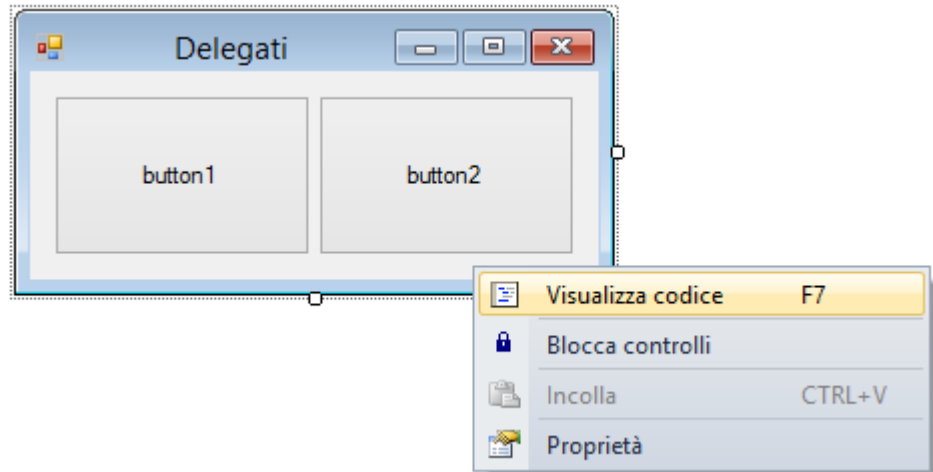 Delegati
button1 button2
Visualizza codice F7
Blocca controlli
Incolla CTRL+V
Proprietà